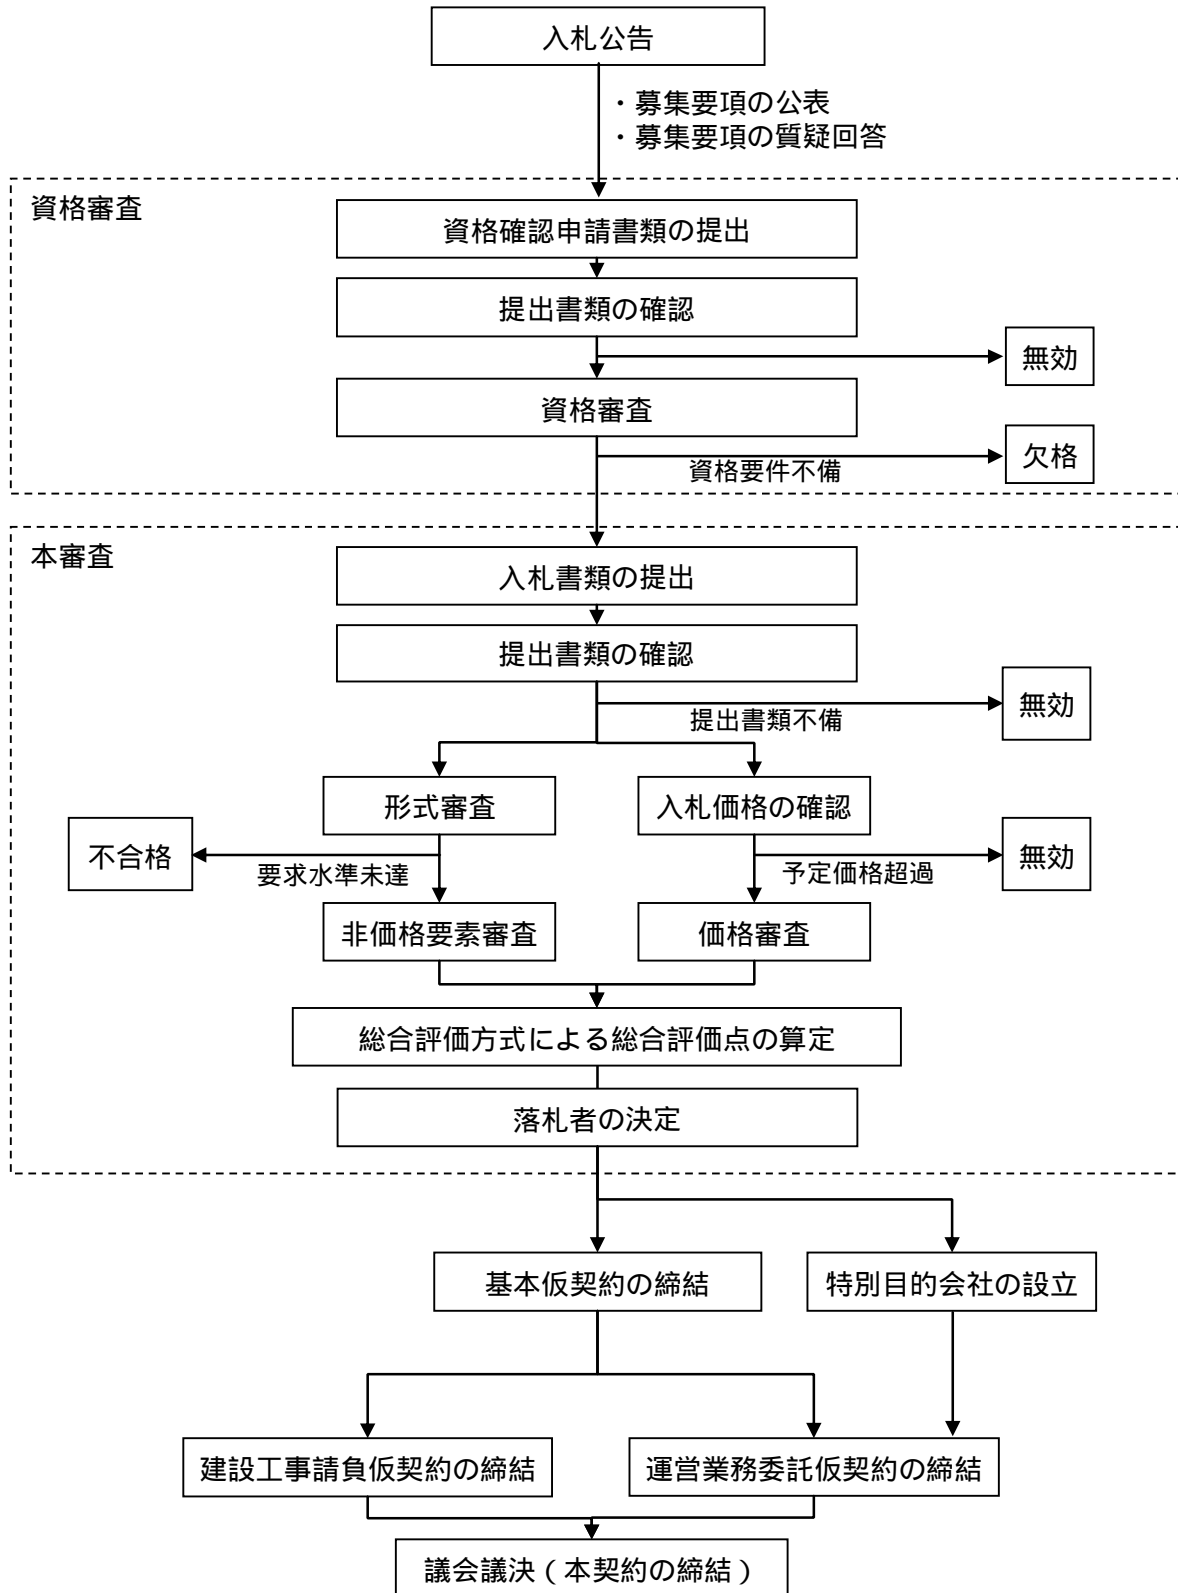 入札公告
・募集要項の公表
・募集要項の質疑回答
資格審査
資格確認申請書類の提出
提出書類の確認
無効
資格審査
欠格
資格要件不備
本審査
入札書類の提出
提出書類の確認
無効
提出書類不備
形式審査
入札価格の確認
不合格
要求水準未達
無効
予定価格超過
非価格要素審査
価格審査
総合評価方式による総合評価点の算定
落札者の決定
基本仮契約の締結
特別目的会社の設立
建設工事請負仮契約の締結
運営業務委託仮契約の締結
議会議決（本契約の締結）